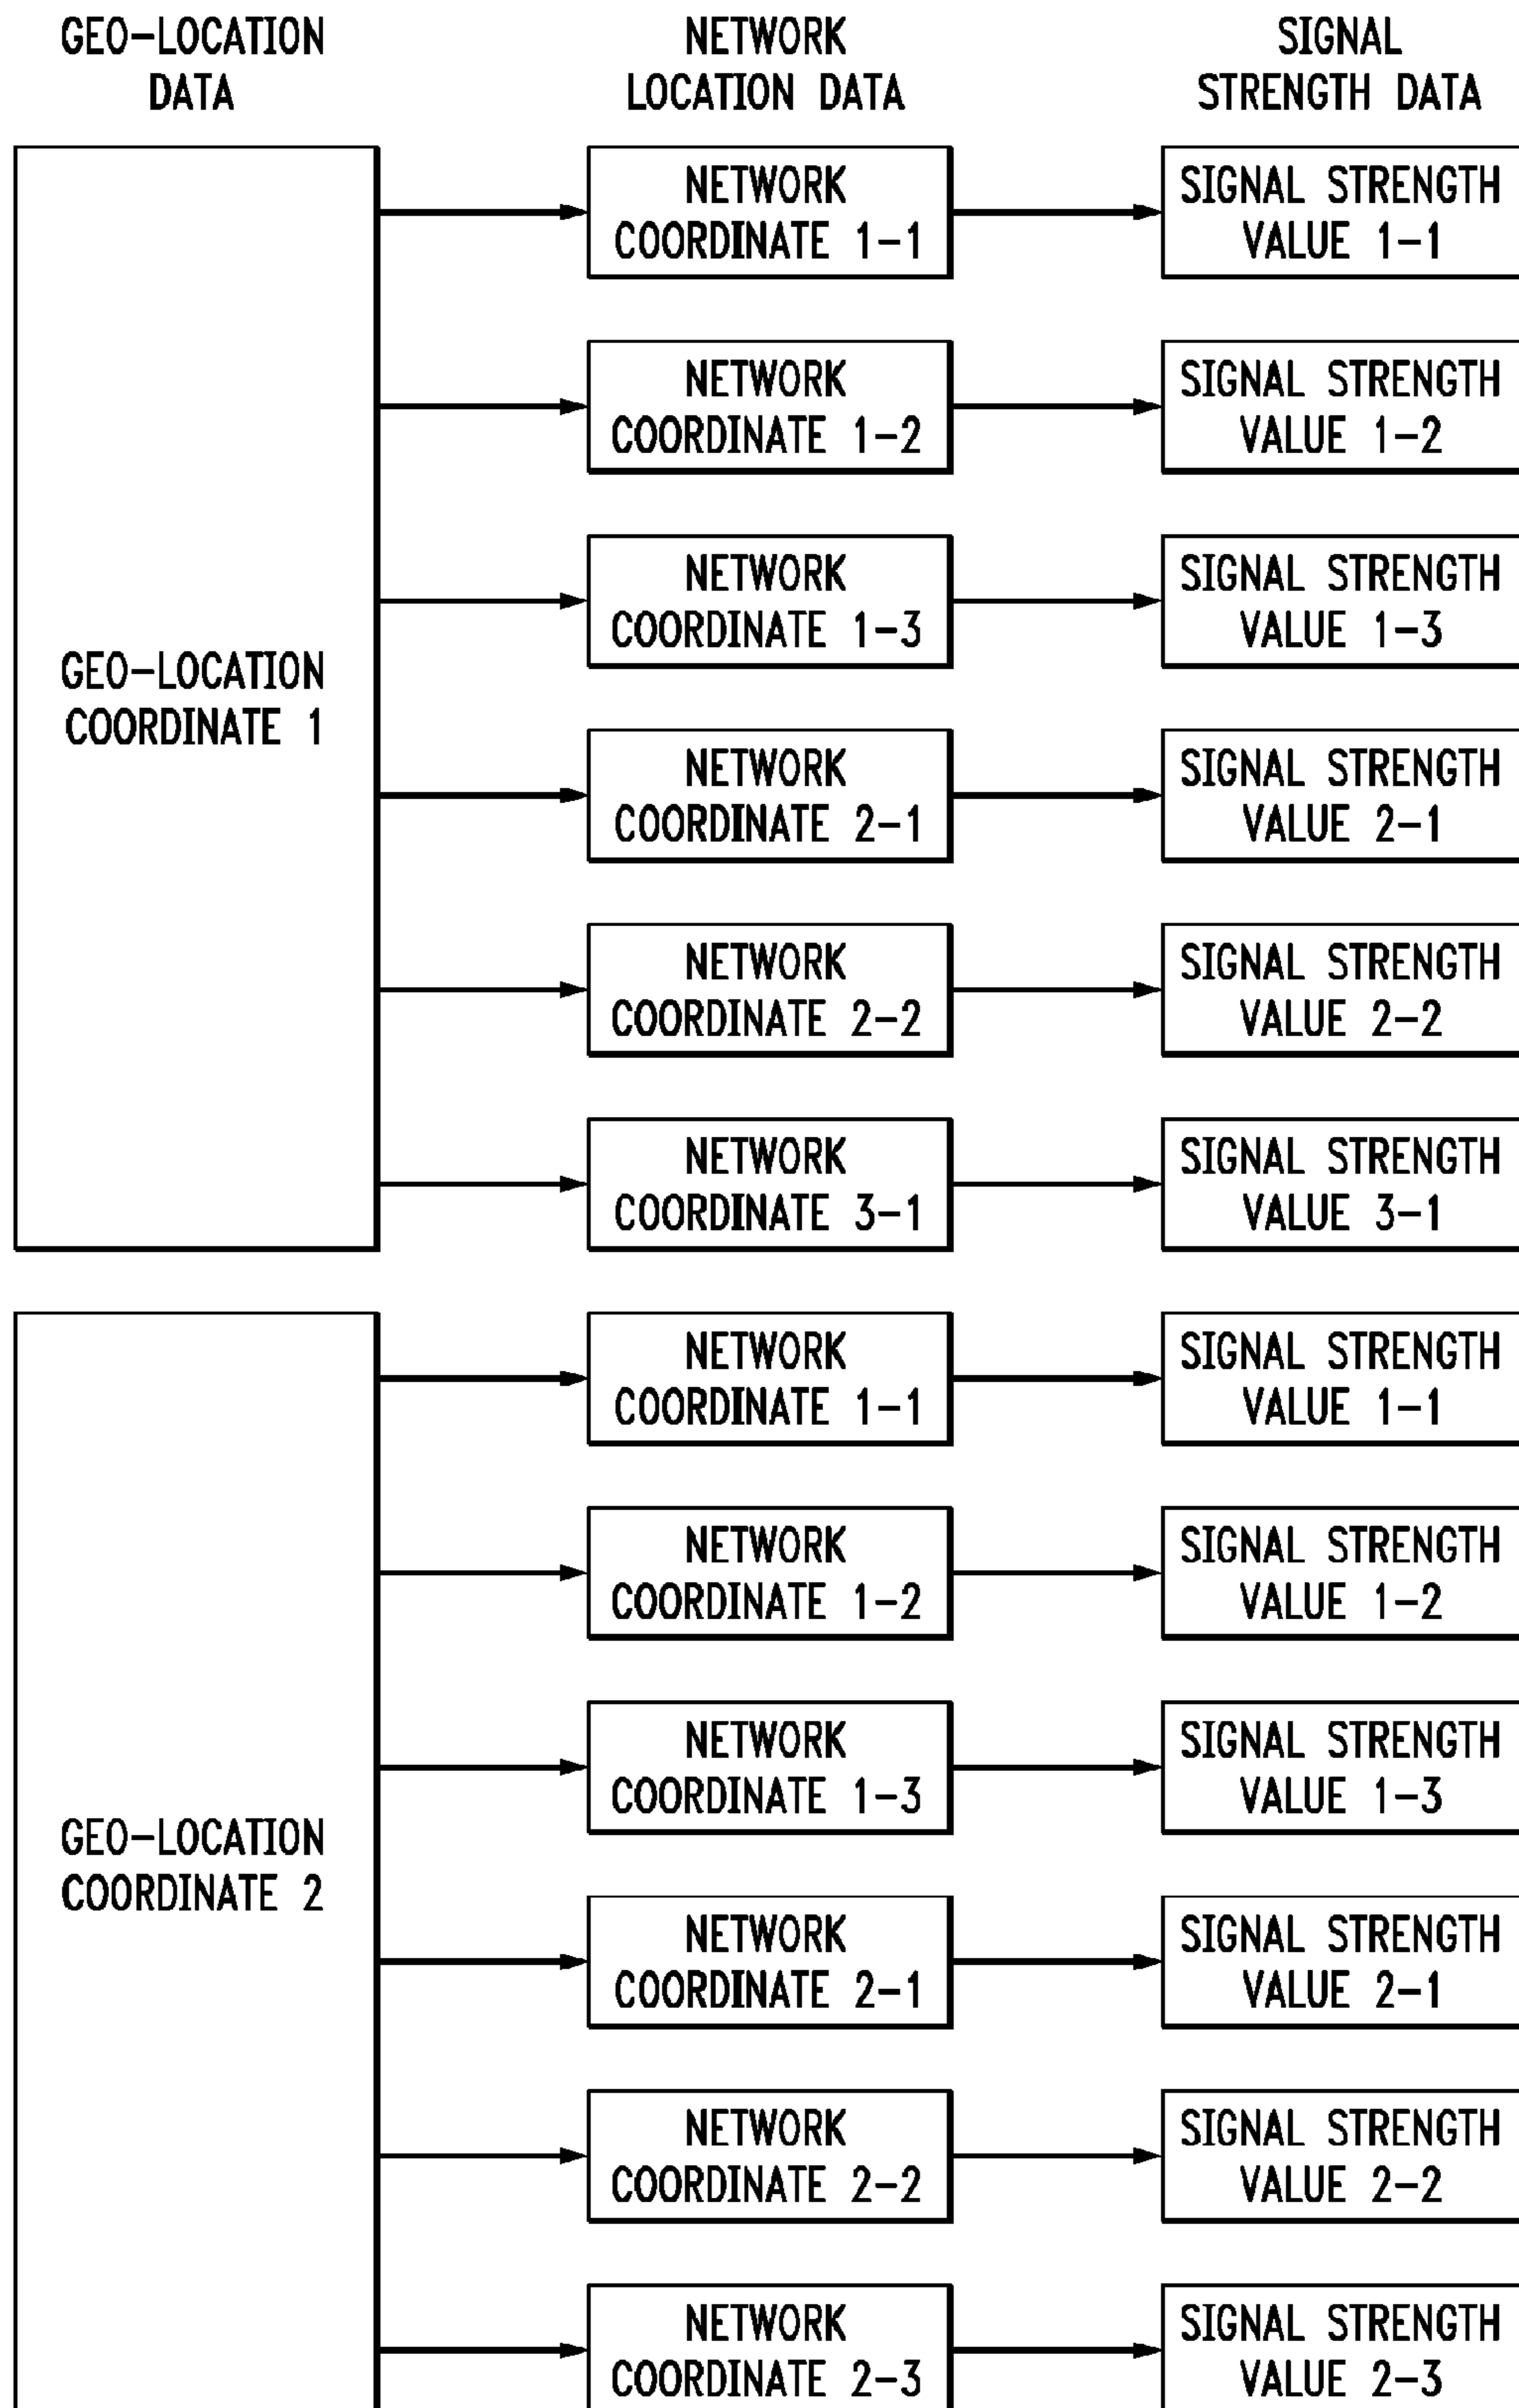 GEO-LOCATION
DATA
NETWORK
LOCATION DATA
SIGNAL
STRENGTH DATA
GEO-LOCATION
COORDINATE 1
NETWORK
COORDINATE 1-1
SIGNAL STRENGTH
VALUE 1-1
NETWORK
COORDINATE 1-2
SIGNAL STRENGTH
VALUE 1-2
NETWORK
COORDINATE 1-3
SIGNAL STRENGTH
VALUE 1-3
NETWORK
COORDINATE 2-1
SIGNAL STRENGTH
VALUE 2-1
NETWORK
COORDINATE 2-2
SIGNAL STRENGTH
VALUE 2-2
NETWORK
COORDINATE 3-1
SIGNAL STRENGTH
VALUE 3-1
GEO-LOCATION
COORDINATE 2
NETWORK
COORDINATE 1-1
SIGNAL STRENGTH
VALUE 1-1
NETWORK
COORDINATE 1-2
SIGNAL STRENGTH
VALUE 1-2
NETWORK
COORDINATE 1-3
SIGNAL STRENGTH
VALUE 1-3
NETWORK
COORDINATE 2-1
SIGNAL STRENGTH
VALUE 2-1
NETWORK
COORDINATE 2-2
SIGNAL STRENGTH
VALUE 2-2
NETWORK
COORDINATE 2-3
SIGNAL STRENGTH
VALUE 2-3